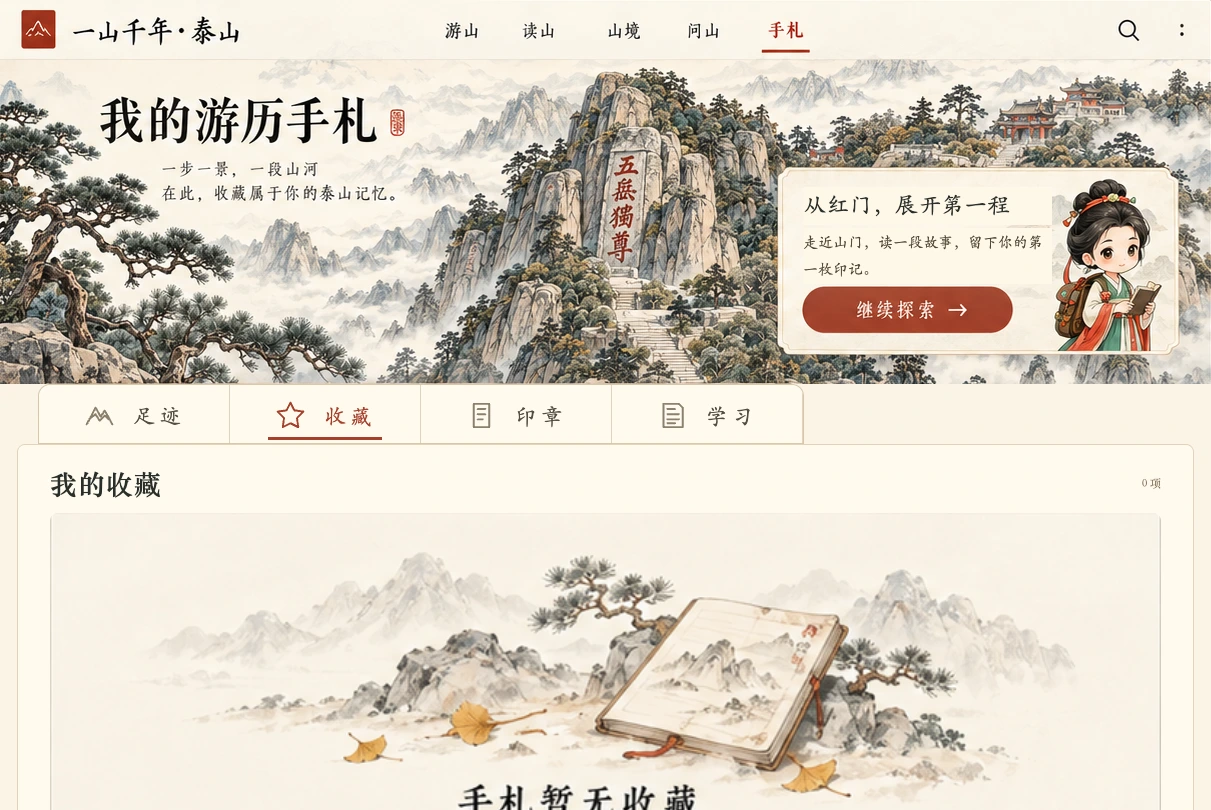 一山千年·泰山
游山
读山
山境
问山
手札
我的游历手札
一步一景，一段山河
在此，收藏属于你的泰山记忆。
五嶽獨尊
从红门，展开第一程
走近山门，读一段故事，留下你的第
一枚印记。
继续探索 →
足迹
收藏
印章
学习
我的收藏
0 项
手札暂无收藏